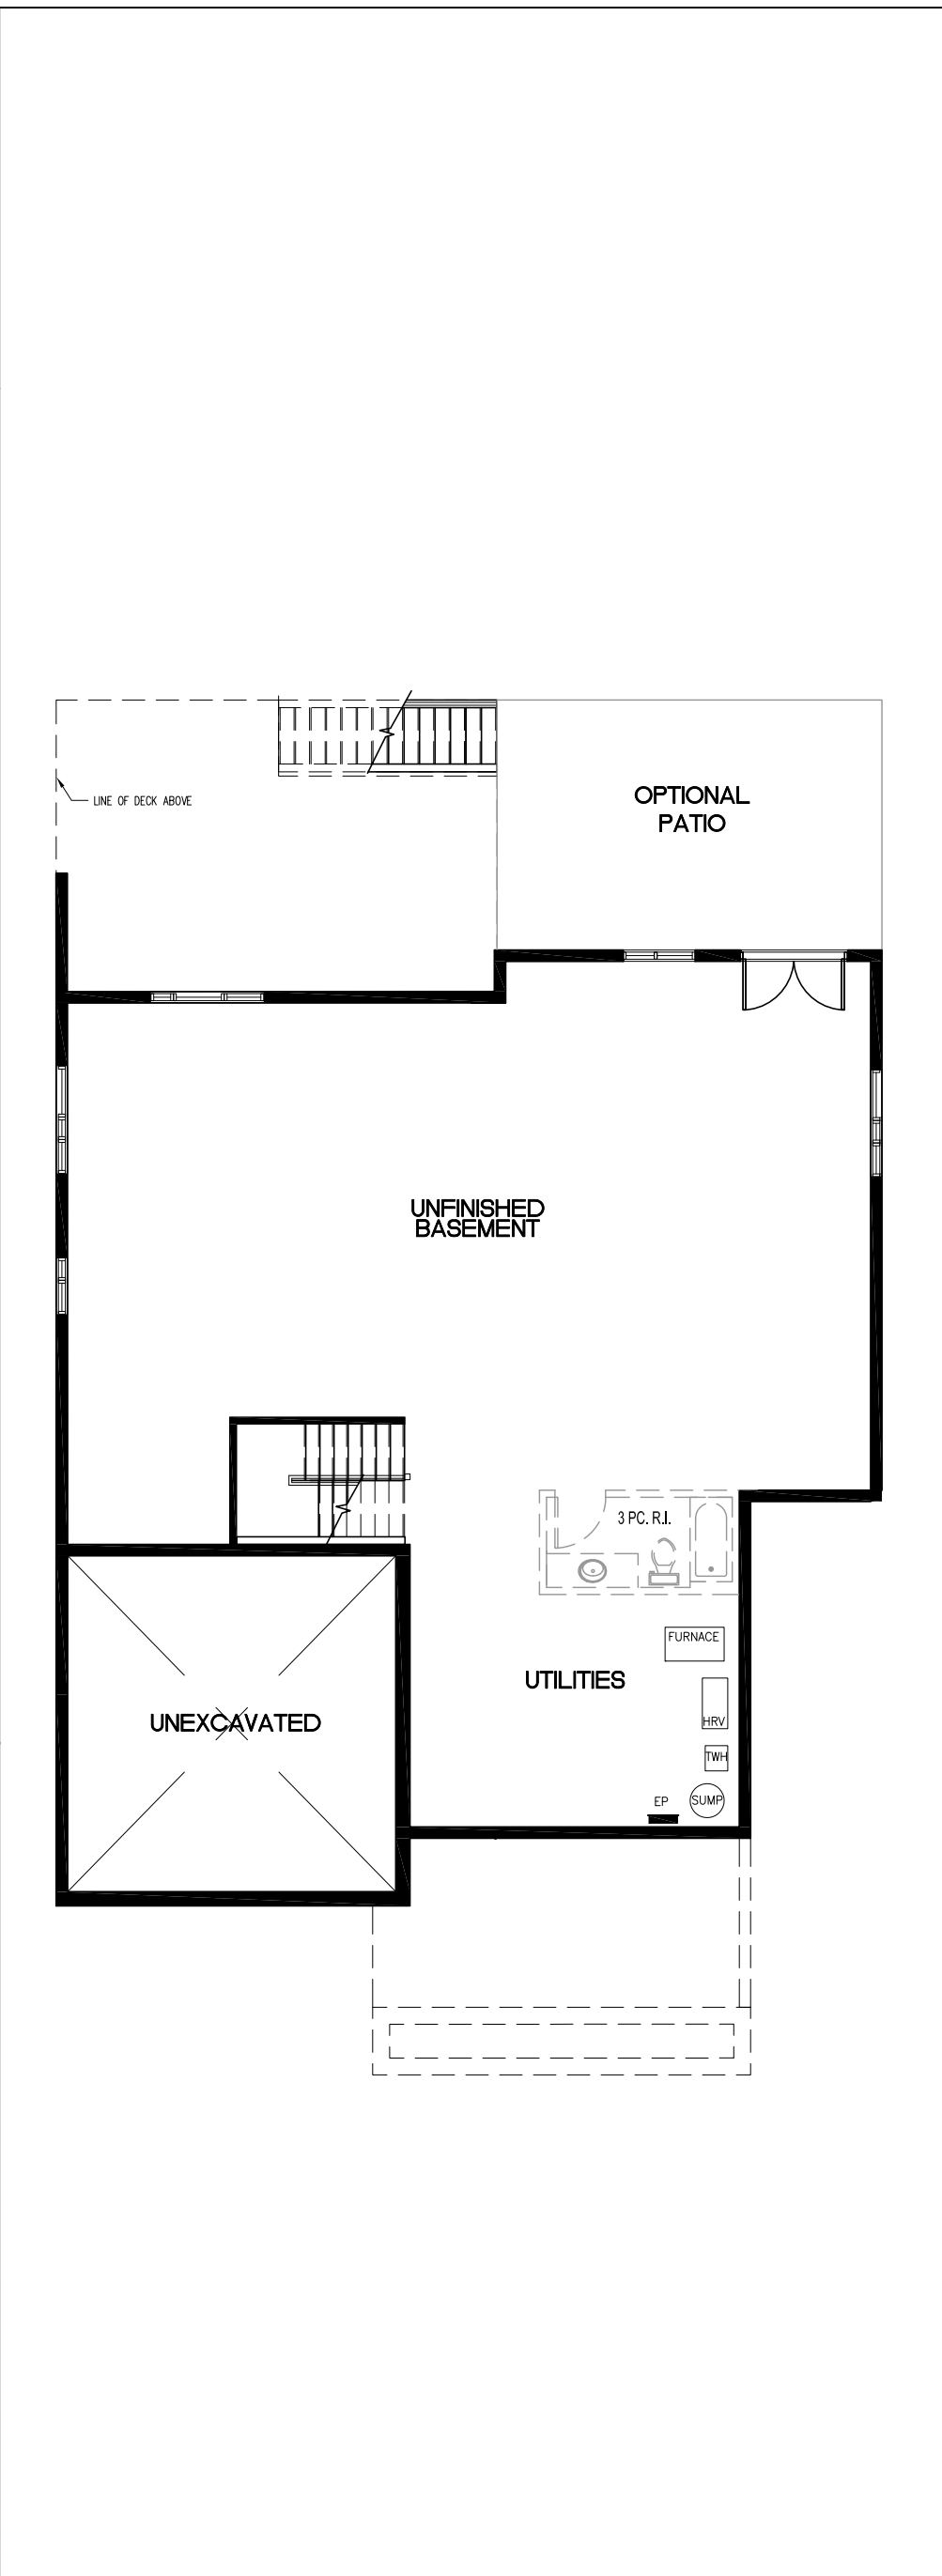 OPTIONAL
PATIO
LINE OF DECK ABOVE
UNFINISHED
BASEMENT
3 PC. R.I.
FURNACE
UTILITIES
HRV
UNEXCAVATED
TWH
EP
SUMP